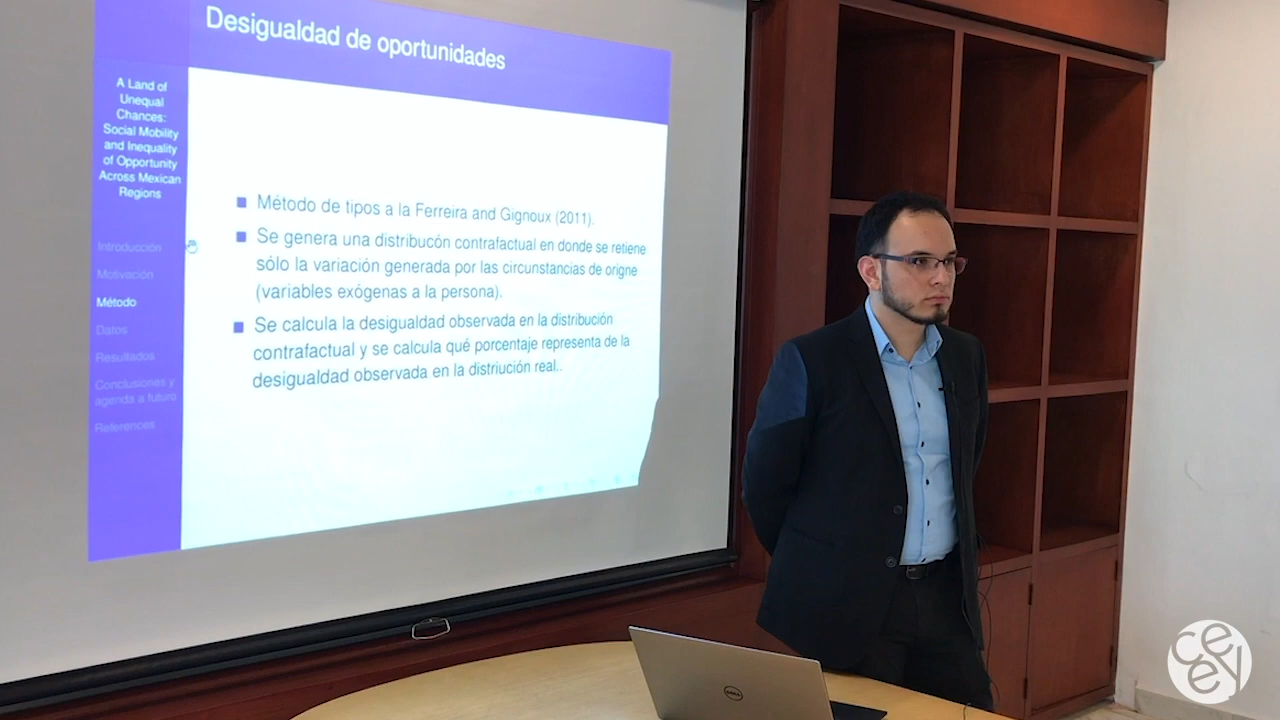 Desigualdad de oportunidades
A Land of
Unequal
Chances:
Social Mobility
and Inequality
of Opportunity
Across Mexican
Regions
Introducción
Motivación
Método
Datos
Resultados
Conclusiones y
agenda a futuro
References
Método de tipos a la Ferreira and Gignoux (2011).
Se genera una distribucón contrafactual en donde se retiene
sólo la variación generada por las circunstancias de origne
(variables exógenas a la persona).
Se calcula la desigualdad observada en la distribución
contrafactual y se calcula qué porcentaje representa de la
desigualdad observada en la distriución real..
DELL
ceey